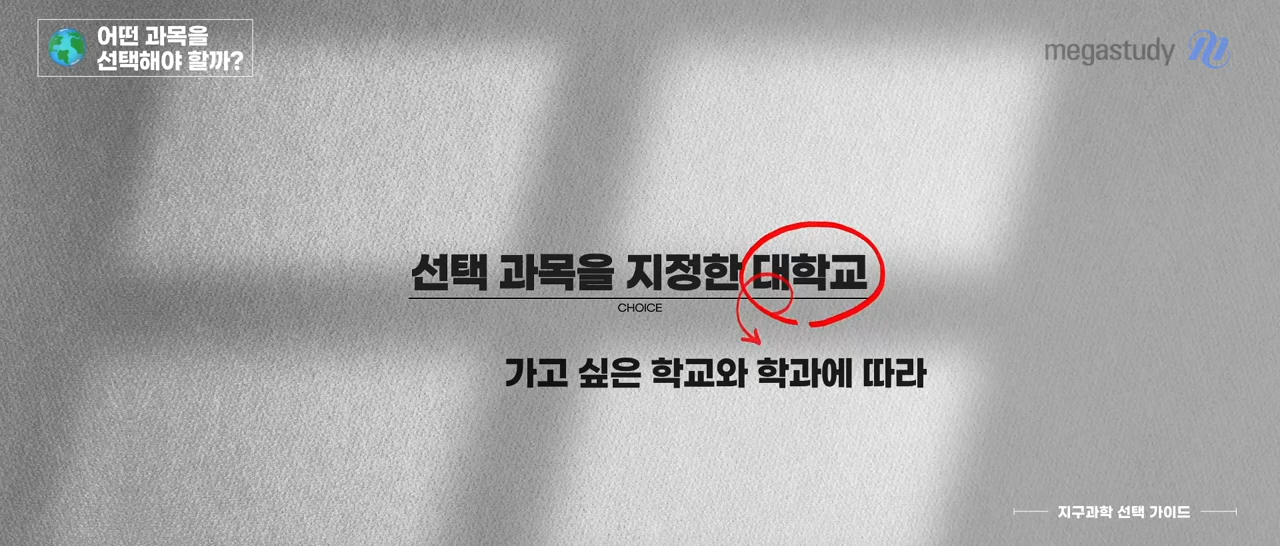 어떤 과목을
선택해야 할까?
megastudy
선택 과목을 지정한 대학교
CHOICE
가고 싶은 학교와 학과에 따라
지구과학 선택 가이드